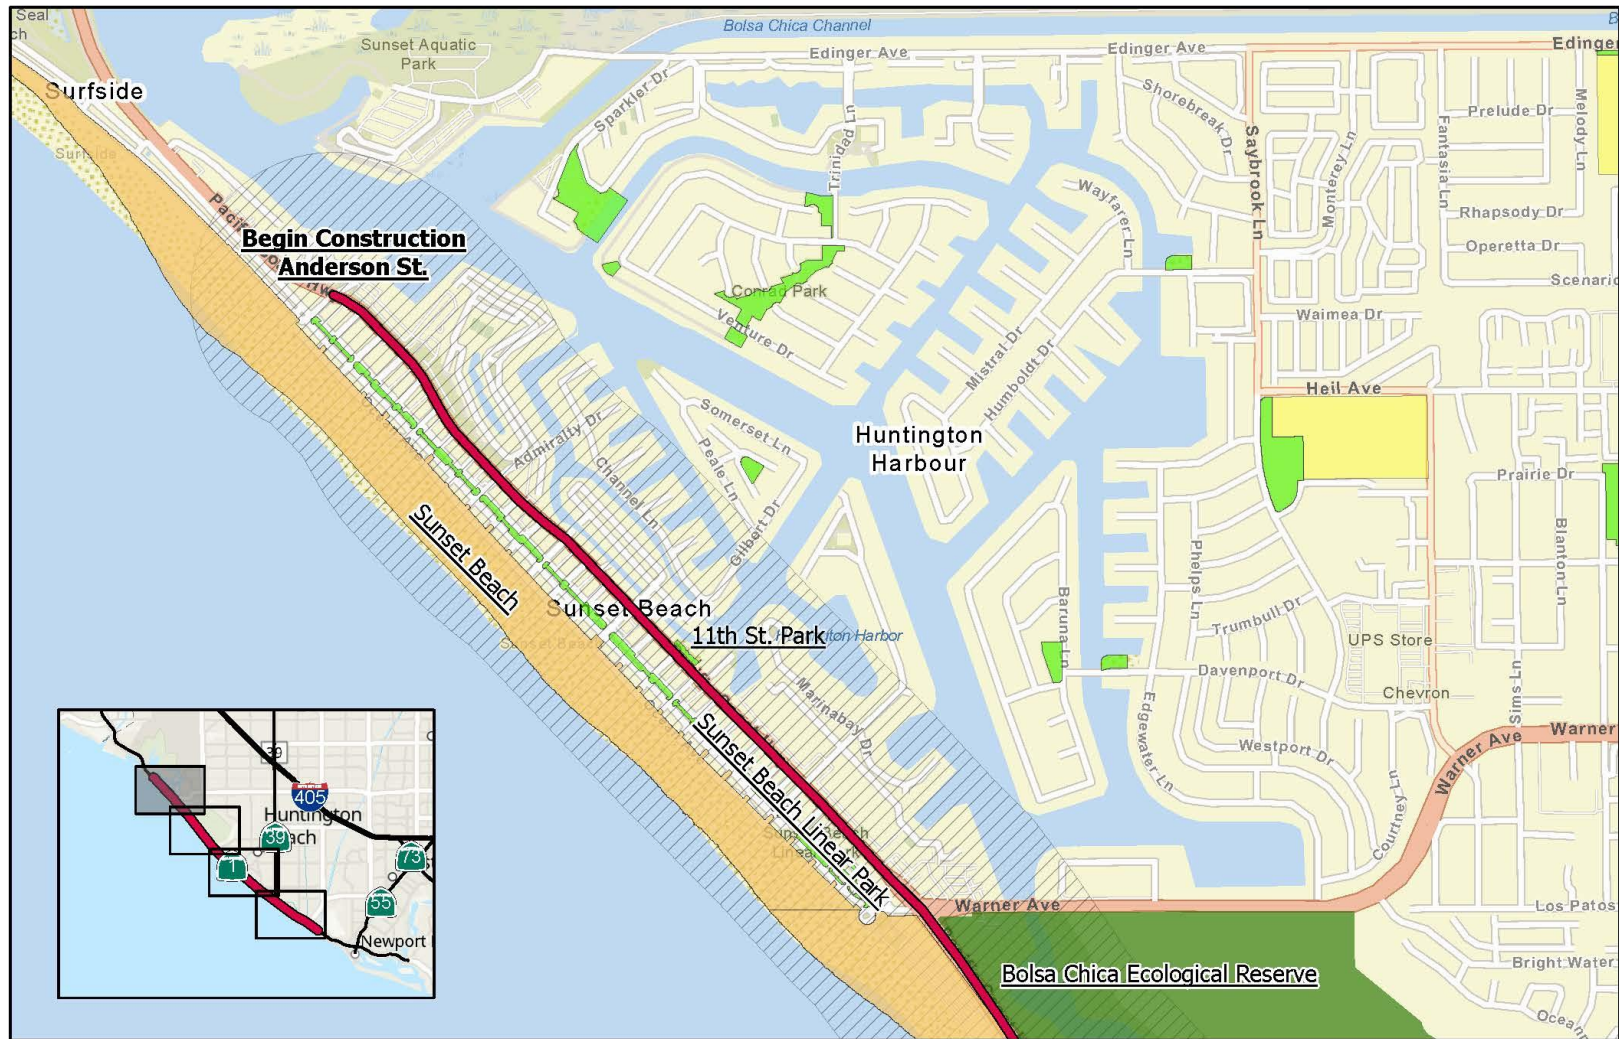 Seal
ch
Bolsa Chica Channel
Sunset Aquatic
Park
Edinger Ave
Edinger Ave
Edinger
Surfside
Surfside
Sparkler Dr
Trinidad Ln
Shorebreak Dr
Saybrook Ln
Monterey Ln
Fantasia Ln
Prelude Dr
Melody Ln
Wayfarer Ln
Rhapsody Dr
Operetta Dr
Scenario
Begin Construction
Anderson St.
Conrad Park
Venture Dr
Waimea Dr
Mistral Dr
Humboldt Dr
Heil Ave
Admiralty Dr
Somerset Ln
Peale Ln
Channel Ln
Gilbert Dr
Huntington
Harbour
Prairie Dr
Blanton Ln
Sunset Beach
Sunset Beach
11th St. Park
Baruna Ln
Phelps Ln
Trumbull Dr
UPS Store
Davenport Dr
Chevron
Sims Ln
Marinabay Dr
Edgewater Ln
Westport Dr
Warner Ave
Warner
Courtney Ln
Sunset Beach Linear Park
Warner Ave
Los Patos
Bolsa Chica Ecological Reserve
Bright Water
39
405
Huntington
ach
39
1
73
55
Newport